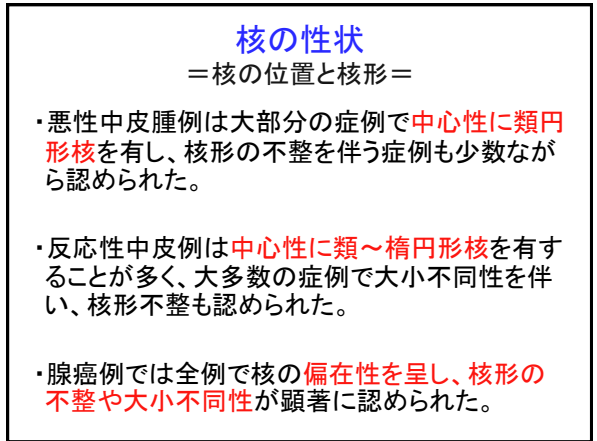 核の性状
＝核の位置と核形＝
・悪性中皮腫例は大部分の症例で中心性に類円
形核を有し、核形の不整を伴う症例も少数なが
ら認められた。
・反応性中皮例は中心性に類～楕円形核を有す
ることが多く、大多数の症例で大小不同性を伴
い、核形不整も認められた。
・腺癌例では全例で核の偏在性を呈し、核形の
不整や大小不同性が顕著に認められた。